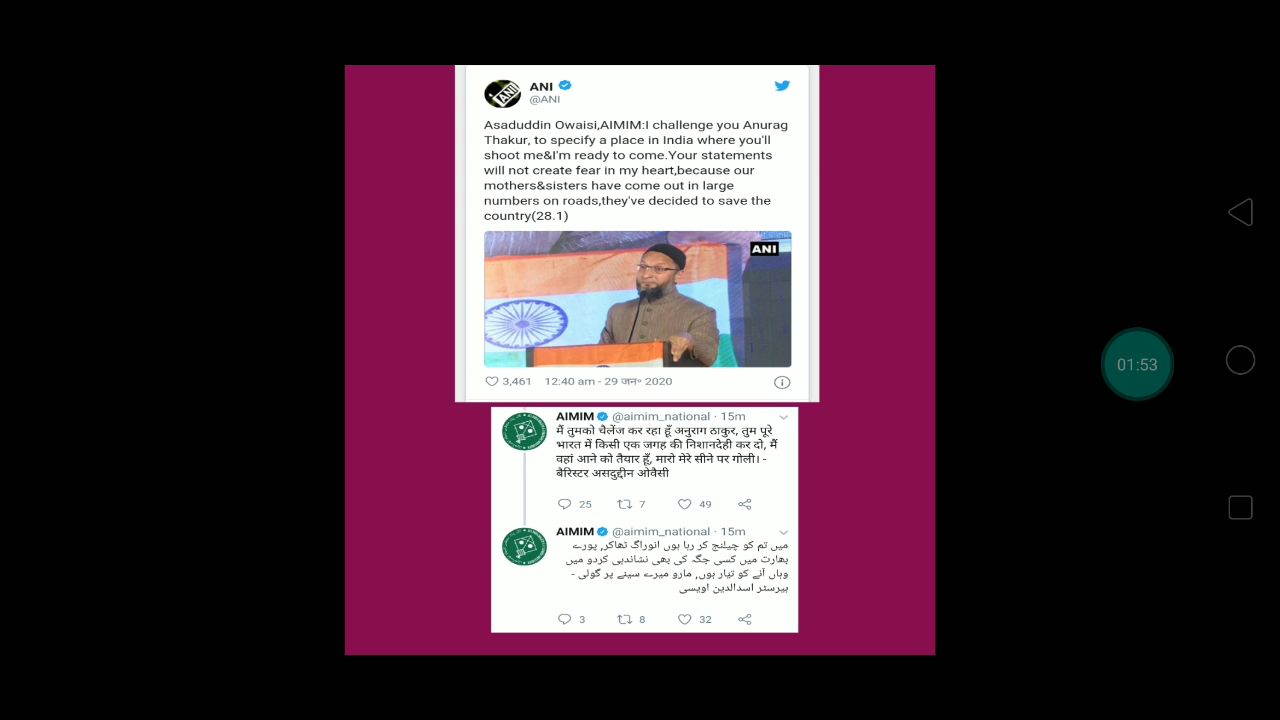 ANI
@ANI
Asaduddin Owaisi,AIMIM:I challenge you Anurag
Thakur, to specify a place in India where you'll
shoot me&I'm ready to come.Your statements
will not create fear in my heart,because our
mothers&sisters have come out in large
numbers on roads,they've decided to save the
country(28.1)
ANI
3,461 12:40 am - 29 जन॰ 2020
AIMIM @aimim_national · 15m
मैं तुमको चैलेंज कर रहा हूँ अनुराग ठाकुर, तुम पूरे
भारत में किसी एक जगह की निशानदेही कर दो, मैं
वहां आने को तैयार हूँ, मारो मेरे सीने पर गोली। -
बैरिस्टर असदुद्दीन ओवैसी
25 7 49
AIMIM @aimim_national · 15m
میں تم کو چیلنج کر رہا ہوں انوراگ ٹھاکر, پورے
بھارت میں کسی جگہ کی بھی نشاندہی کردو میں
وہاں آنے کو تیار ہوں, مارو میرے سینے پر گولی -
بیرسٹر اسدالدین اویسی
3 8 32
01:53